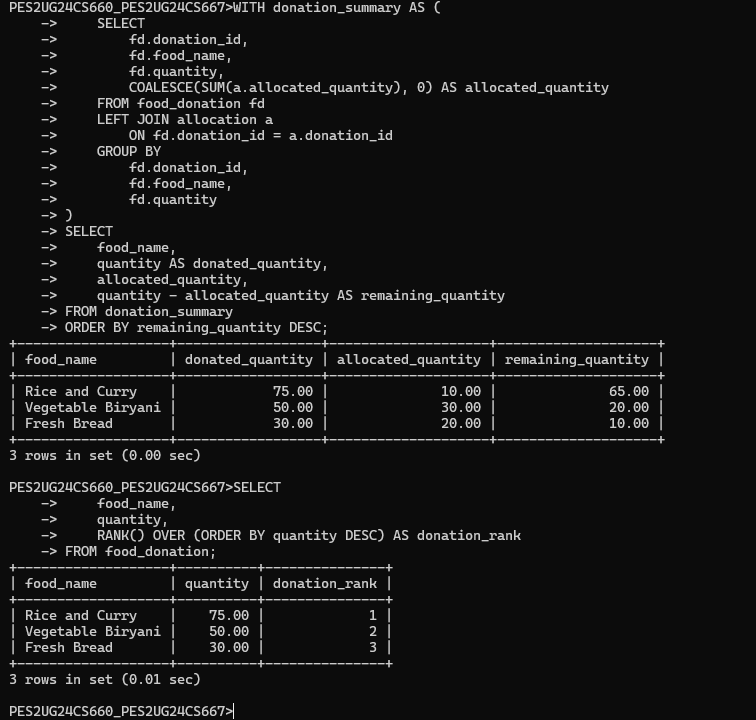 PES2UG24CS660_PES2UG24CS667>WITH donation_summary AS (
    ->     SELECT
    ->         fd.donation_id,
    ->         fd.food_name,
    ->         fd.quantity,
    ->         COALESCE(SUM(a.allocated_quantity), 0) AS allocated_quantity
    ->     FROM food_donation fd
    ->     LEFT JOIN allocation a
    ->         ON fd.donation_id = a.donation_id
    ->     GROUP BY
    ->         fd.donation_id,
    ->         fd.food_name,
    ->         fd.quantity
    -> )
    -> SELECT
    ->     food_name,
    ->     quantity AS donated_quantity,
    ->     allocated_quantity,
    ->     quantity - allocated_quantity AS remaining_quantity
    -> FROM donation_summary
    -> ORDER BY remaining_quantity DESC;
+-------------------+------------------+--------------------+--------------------+
| food_name         | donated_quantity | allocated_quantity | remaining_quantity |
+-------------------+------------------+--------------------+--------------------+
| Rice and Curry    |            75.00 |              10.00 |              65.00 |
| Vegetable Biryani |            50.00 |              30.00 |              20.00 |
| Fresh Bread       |            30.00 |              20.00 |              10.00 |
+-------------------+------------------+--------------------+--------------------+
3 rows in set (0.00 sec)

PES2UG24CS660_PES2UG24CS667>SELECT
    ->     food_name,
    ->     quantity,
    ->     RANK() OVER (ORDER BY quantity DESC) AS donation_rank
    -> FROM food_donation;
+-------------------+----------+---------------+
| food_name         | quantity | donation_rank |
+-------------------+----------+---------------+
| Rice and Curry    |    75.00 |             1 |
| Vegetable Biryani |    50.00 |             2 |
| Fresh Bread       |    30.00 |             3 |
+-------------------+----------+---------------+
3 rows in set (0.01 sec)

PES2UG24CS660_PES2UG24CS667>